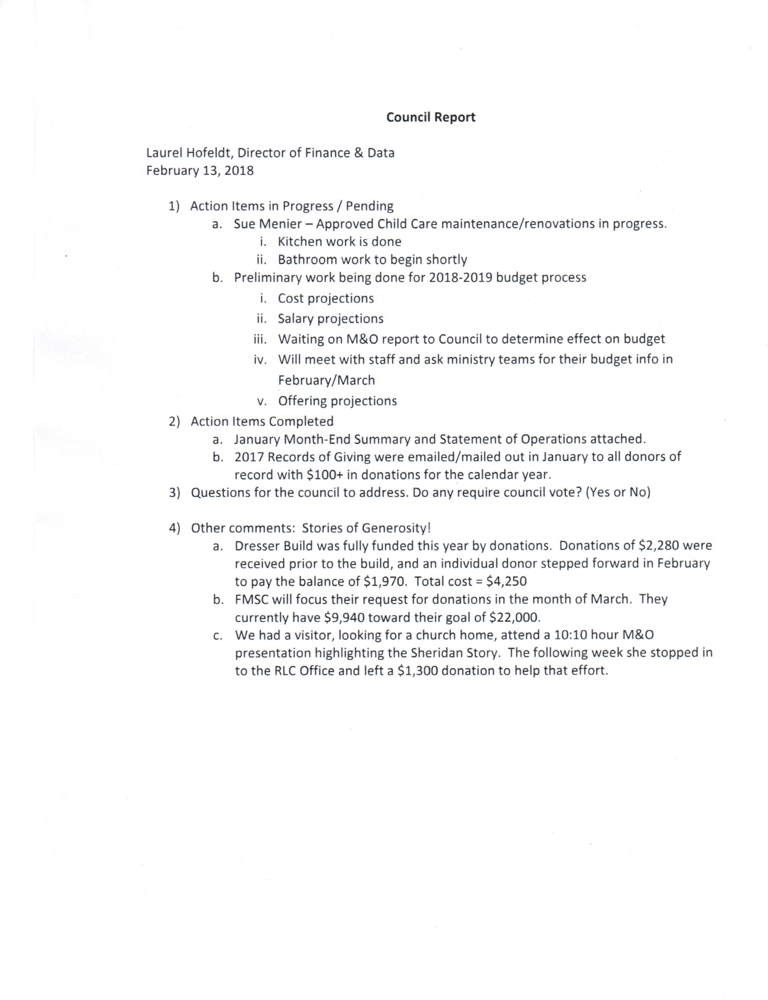 Council Report
Laurel Hofeldt, Director of Finance & Data
February 13, 2018
1) Action Items in Progress / Pending
a. Sue Menier – Approved Child Care maintenance/renovations in progress.
i. Kitchen work is done
ii. Bathroom work to begin shortly
b. Preliminary work being done for 2018-2019 budget process
i. Cost projections
ii. Salary projections
iii. Waiting on M&O report to Council to determine effect on budget
iv. Will meet with staff and ask ministry teams for their budget info in
February/March
v. Offering projections
2) Action Items Completed
a. January Month-End Summary and Statement of Operations attached.
b. 2017 Records of Giving were emailed/mailed out in January to all donors of
record with $100+ in donations for the calendar year.
3) Questions for the council to address. Do any require council vote? (Yes or No)
4) Other comments: Stories of Generosity!
a. Dresser Build was fully funded this year by donations. Donations of $2,280 were
received prior to the build, and an individual donor stepped forward in February
to pay the balance of $1,970. Total cost = $4,250
b. FMSC will focus their request for donations in the month of March. They
currently have $9,940 toward their goal of $22,000.
c. We had a visitor, looking for a church home, attend a 10:10 hour M&O
presentation highlighting the Sheridan Story. The following week she stopped in
to the RLC Office and left a $1,300 donation to help that effort.